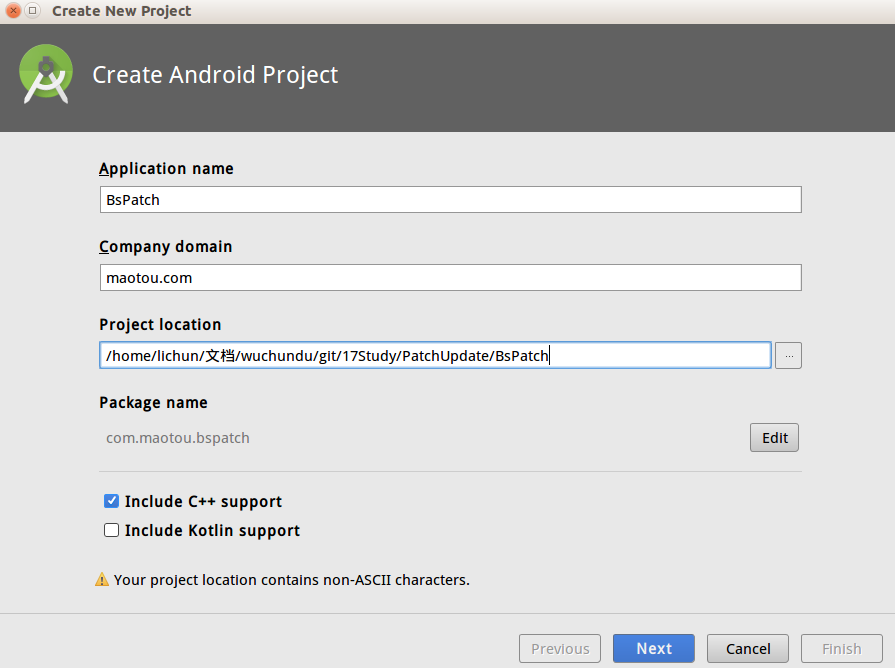 Create New Project
Create Android Project
Application name
BsPatch
Company domain
maotou.com
Project location
/home/lichun/文档/wuchundu/git/17Study/PatchUpdate/BsPatch
...
Package name
com.maotou.bspatch
Edit
Include C++ support
Include Kotlin support
Your project location contains non-ASCII characters.
Previous
Next
Cancel
Finish